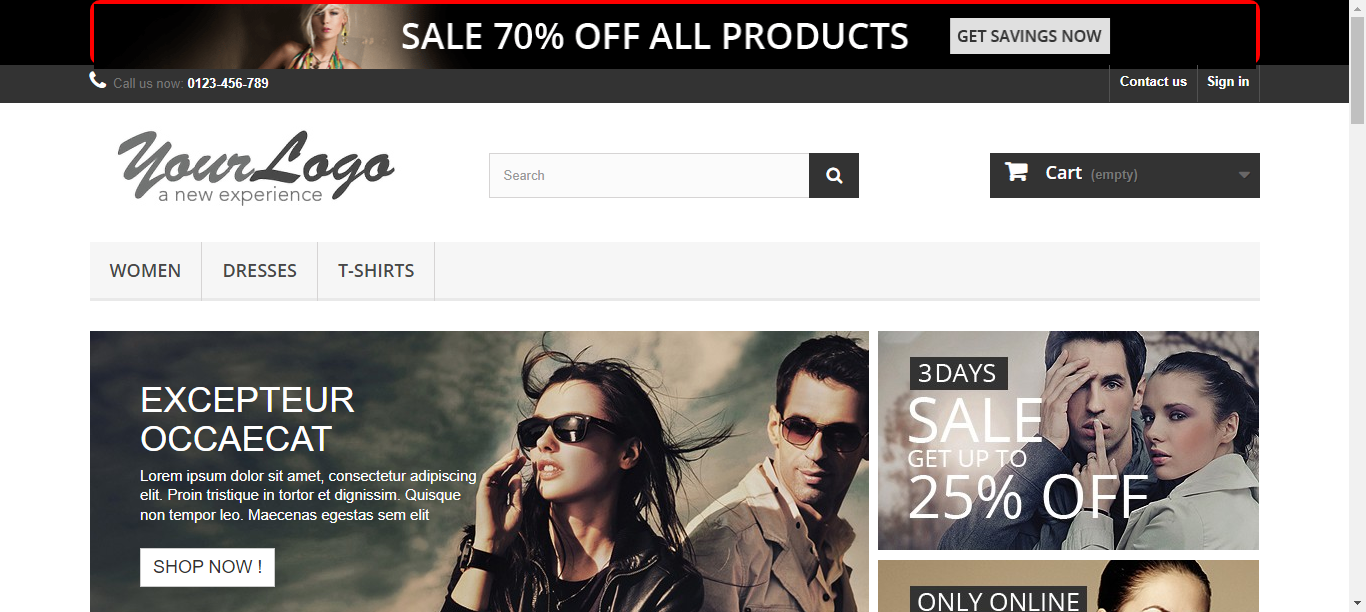 SALE 70% OFF ALL PRODUCTS
GET SAVINGS NOW
Call us now: 0123-456-789
Contact us
Sign in
YourLogo
a new experience
Search
Cart (empty)
WOMEN
DRESSES
T-SHIRTS
EXCEPTEUR
OCCAECAT
Lorem ipsum dolor sit amet, consectetur adipiscing
elit. Proin tristique in tortor et dignissim. Quisque
non tempor leo. Maecenas egestas sem elit
SHOP NOW !
3 DAYS
SALE
GET UP TO
25% OFF
ONLY ONLINE